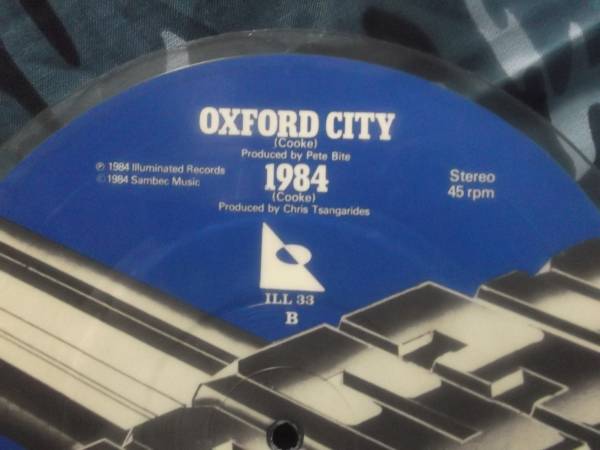 OXFORD CITY
(Cooke)
Produced by Pete Bite
℗ 1984 Illuminated Records
© 1984 Sambec Music
1984
(Cooke)
Produced by Chris Tsangarides
Stereo
45 rpm
ILL 33
B